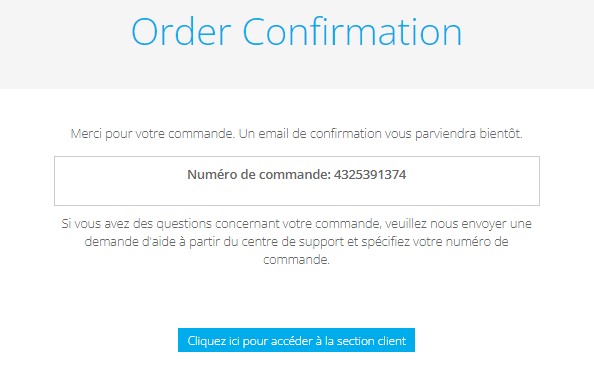 Order Confirmation
Merci pour votre commande. Un email de confirmation vous parviendra bientôt.
Numéro de commande: 4325391374
Si vous avez des questions concernant votre commande, veuillez nous envoyer une
demande d'aide à partir du centre de support et spécifiez votre numéro de
commande.
Cliquez ici pour accéder à la section client